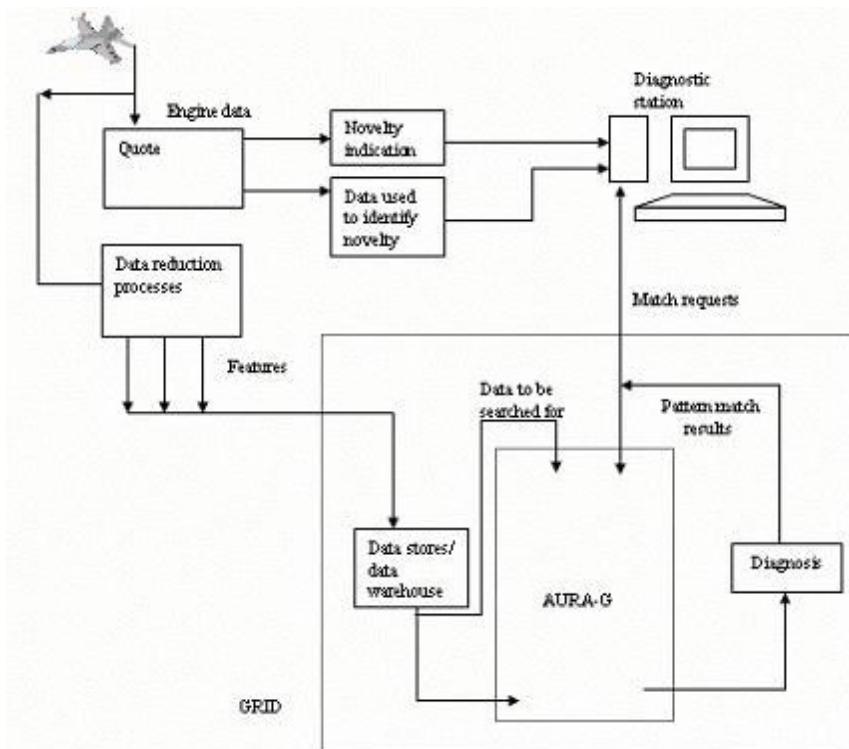 Diagnostic
station
Engine data
Quote
Novelty
indication
Data used
to identify
novelty
Data reduction
processes
Match requests
Features
Data to be
searched for
Pattern match
results
Data stores/
data
warehouse
AURA-G
Diagnosis
GRID